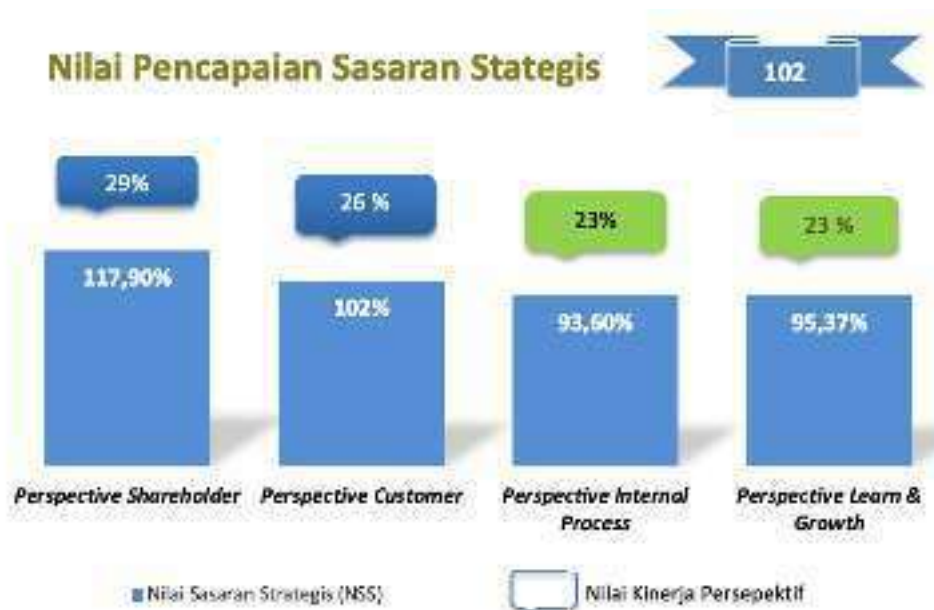 Nilai Pencapaian Sasaran Stategis
102
29%
26 %
23%
23 %
117,90%
102%
93,60%
95,37%
Perspective Shareholder
Perspective Customer
Perspective Internal
Process
Perspective Learn &
Growth
Nilai Sasaran Strategis (NSS)
Nilai Kinerja Persepektif